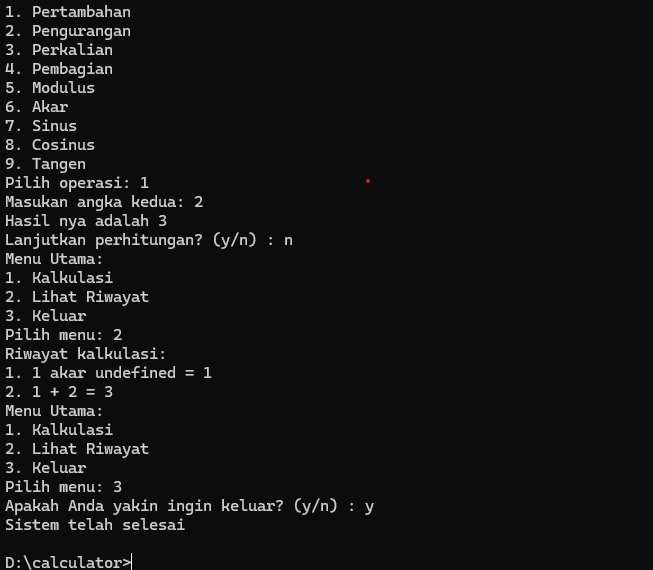 1. Pertambahan
2. Pengurangan
3. Perkalian
4. Pembagian
5. Modulus
6. Akar
7. Sinus
8. Cosinus
9. Tangen
Pilih operasi: 1
Masukan angka kedua: 2
Hasil nya adalah 3
Lanjutkan perhitungan? (y/n) : n
Menu Utama:
1. Kalkulasi
2. Lihat Riwayat
3. Keluar
Pilih menu: 2
Riwayat kalkulasi:
1. 1 akar undefined = 1
2. 1 + 2 = 3
Menu Utama:
1. Kalkulasi
2. Lihat Riwayat
3. Keluar
Pilih menu: 3
Apakah Anda yakin ingin keluar? (y/n) : y
Sistem telah selesai
D:\calculator>